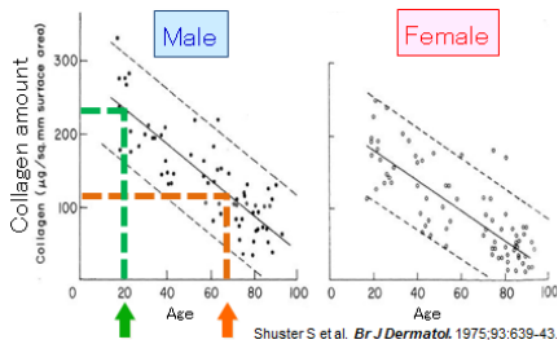 Male
Female
Collagen amount
Collagen (μg/sq. mm surface area)
300
200
100
0
20
40
60
80
100
Age
0
20
40
60
80
100
Age
Shuster S et al. Br J Dermatol. 1975;93:639-43.